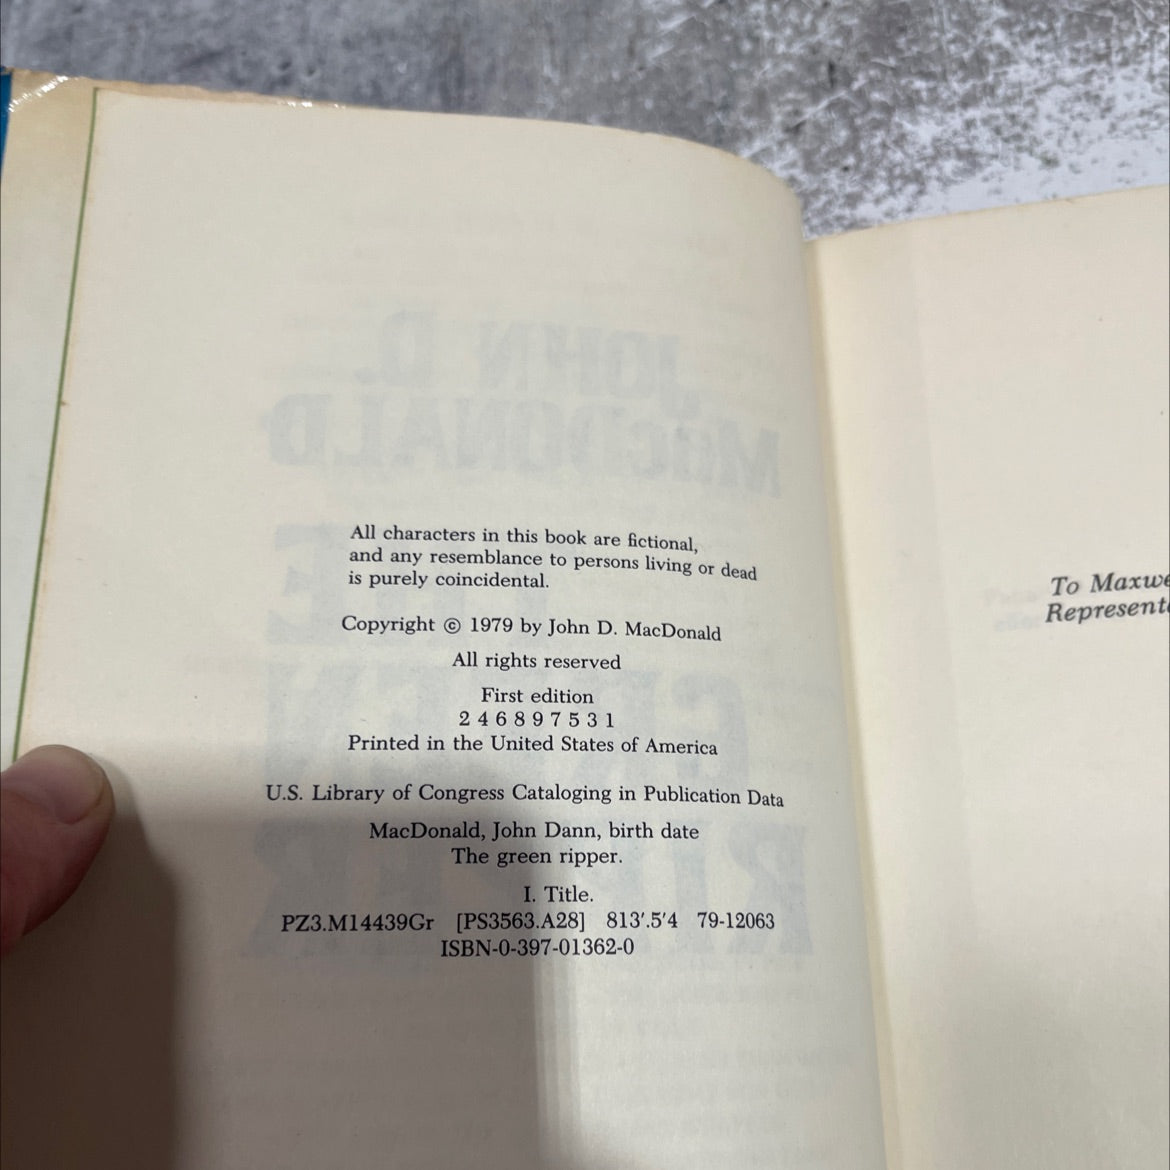 All characters in this book are fictional,
and any resemblance to persons living or dead
is purely coincidental.
Copyright © 1979 by John D. MacDonald
All rights reserved
First edition
2 4 6 8 9 7 5 3 1
Printed in the United States of America
U.S. Library of Congress Cataloging in Publication Data
MacDonald, John Dann, birth date
The green ripper.
I. Title.
PZ3.M14439Gr [PS3563.A28] 813'.5'4 79-12063
ISBN-0-397-01362-0
To